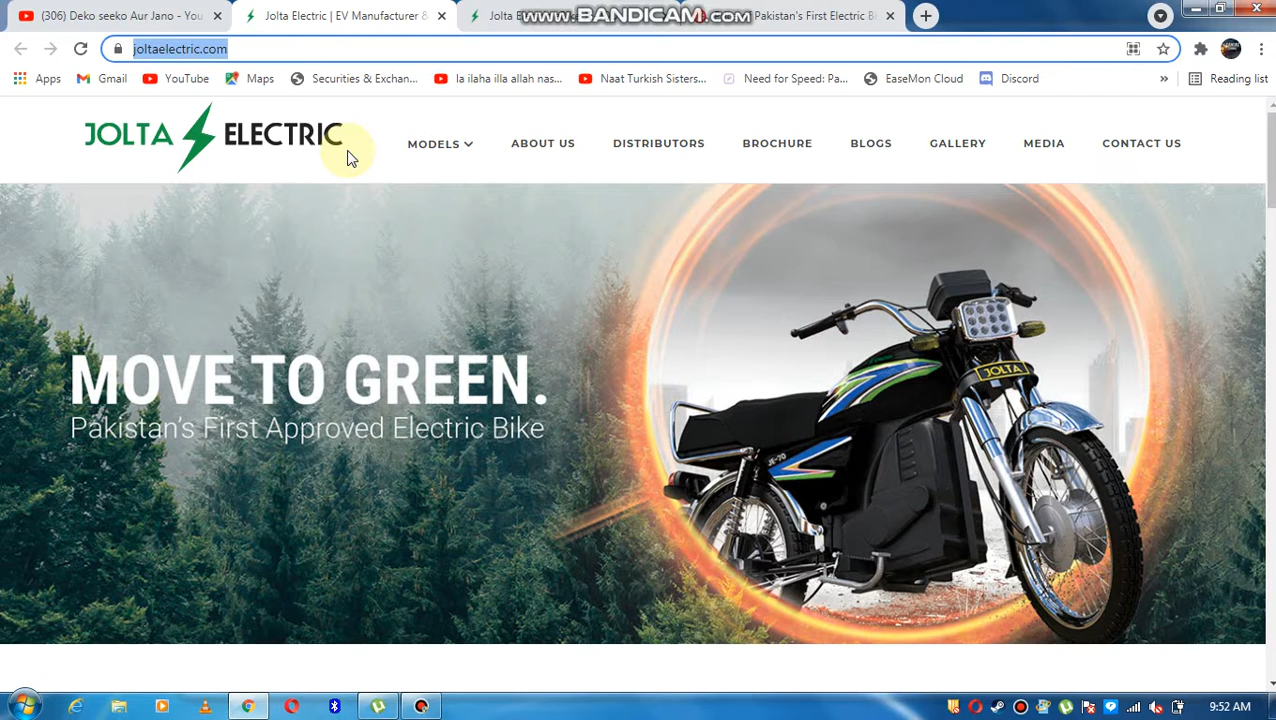 (306) Deko seeko Aur Jano - You
Jolta Electric | EV Manufacturer &
Jolta
www.BANDICAM.com
Pakistan's First Electric B
joltaelectric.com
Apps
Gmail
YouTube
Maps
Securities & Exchan...
la ilaha illa allah nas...
Naat Turkish Sisters...
Need for Speed: Pa...
EaseMon Cloud
Discord
»
Reading list
JOLTA ELECTRIC
MODELS
ABOUT US
DISTRIBUTORS
BROCHURE
BLOGS
GALLERY
MEDIA
CONTACT US
MOVE TO GREEN.
Pakistan's First Approved Electric Bike
JOLTA
JE-70
9:52 AM